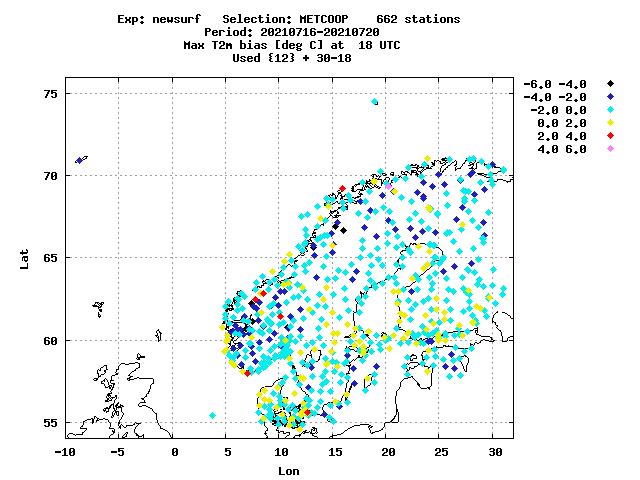 Exp: newsurf   Selection: METCOOP    662 stations
Period: 20210716-20210720
Max T2m bias [deg C] at  18 UTC
Used {12} + 30-18
-6.0 -4.0
-4.0 -2.0
-2.0 0.0
0.0 2.0
2.0 4.0
4.0 6.0
75
70
65
60
55
Lat
-10 -5 0 5 10 15 20 25 30
Lon